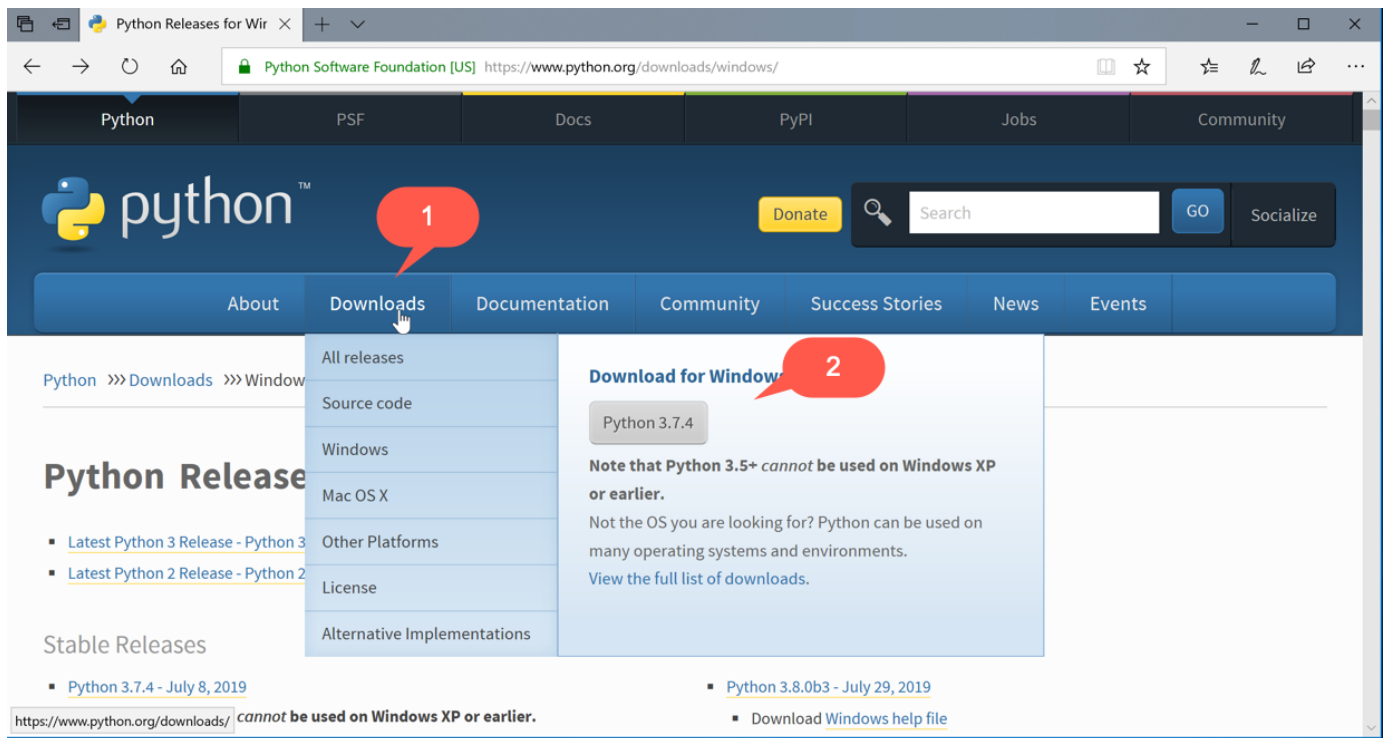 Python Releases for Wir
Python Software Foundation [US] https://www.python.org/downloads/windows/
Python PSF Docs PyPI Jobs Community
python™
1
Donate
Search
GO
Socialize
About Downloads Documentation Community Success Stories News Events
Python >>> Downloads >>> Window
All releases
Source code
Windows
Mac OS X
Other Platforms
License
Alternative Implementations
Download for Window
2
Python 3.7.4
Note that Python 3.5+ cannot be used on Windows XP
or earlier.
Not the OS you are looking for? Python can be used on
many operating systems and environments.
View the full list of downloads.
Python Release
Latest Python 3 Release - Python 3
Latest Python 2 Release - Python 2
Stable Releases
Python 3.7.4 - July 8, 2019
cannot be used on Windows XP or earlier.
Python 3.8.0b3 - July 29, 2019
Download Windows help file
https://www.python.org/downloads/